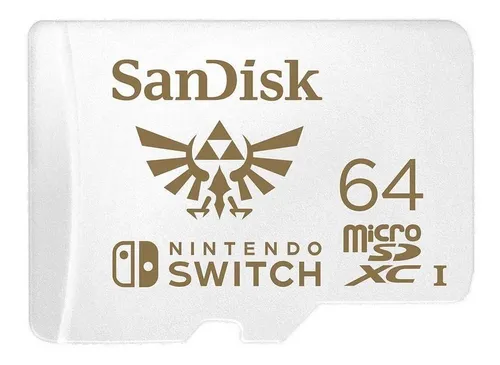 SanDisk
64
NINTENDO
SWITCH
micro
SD
XC I